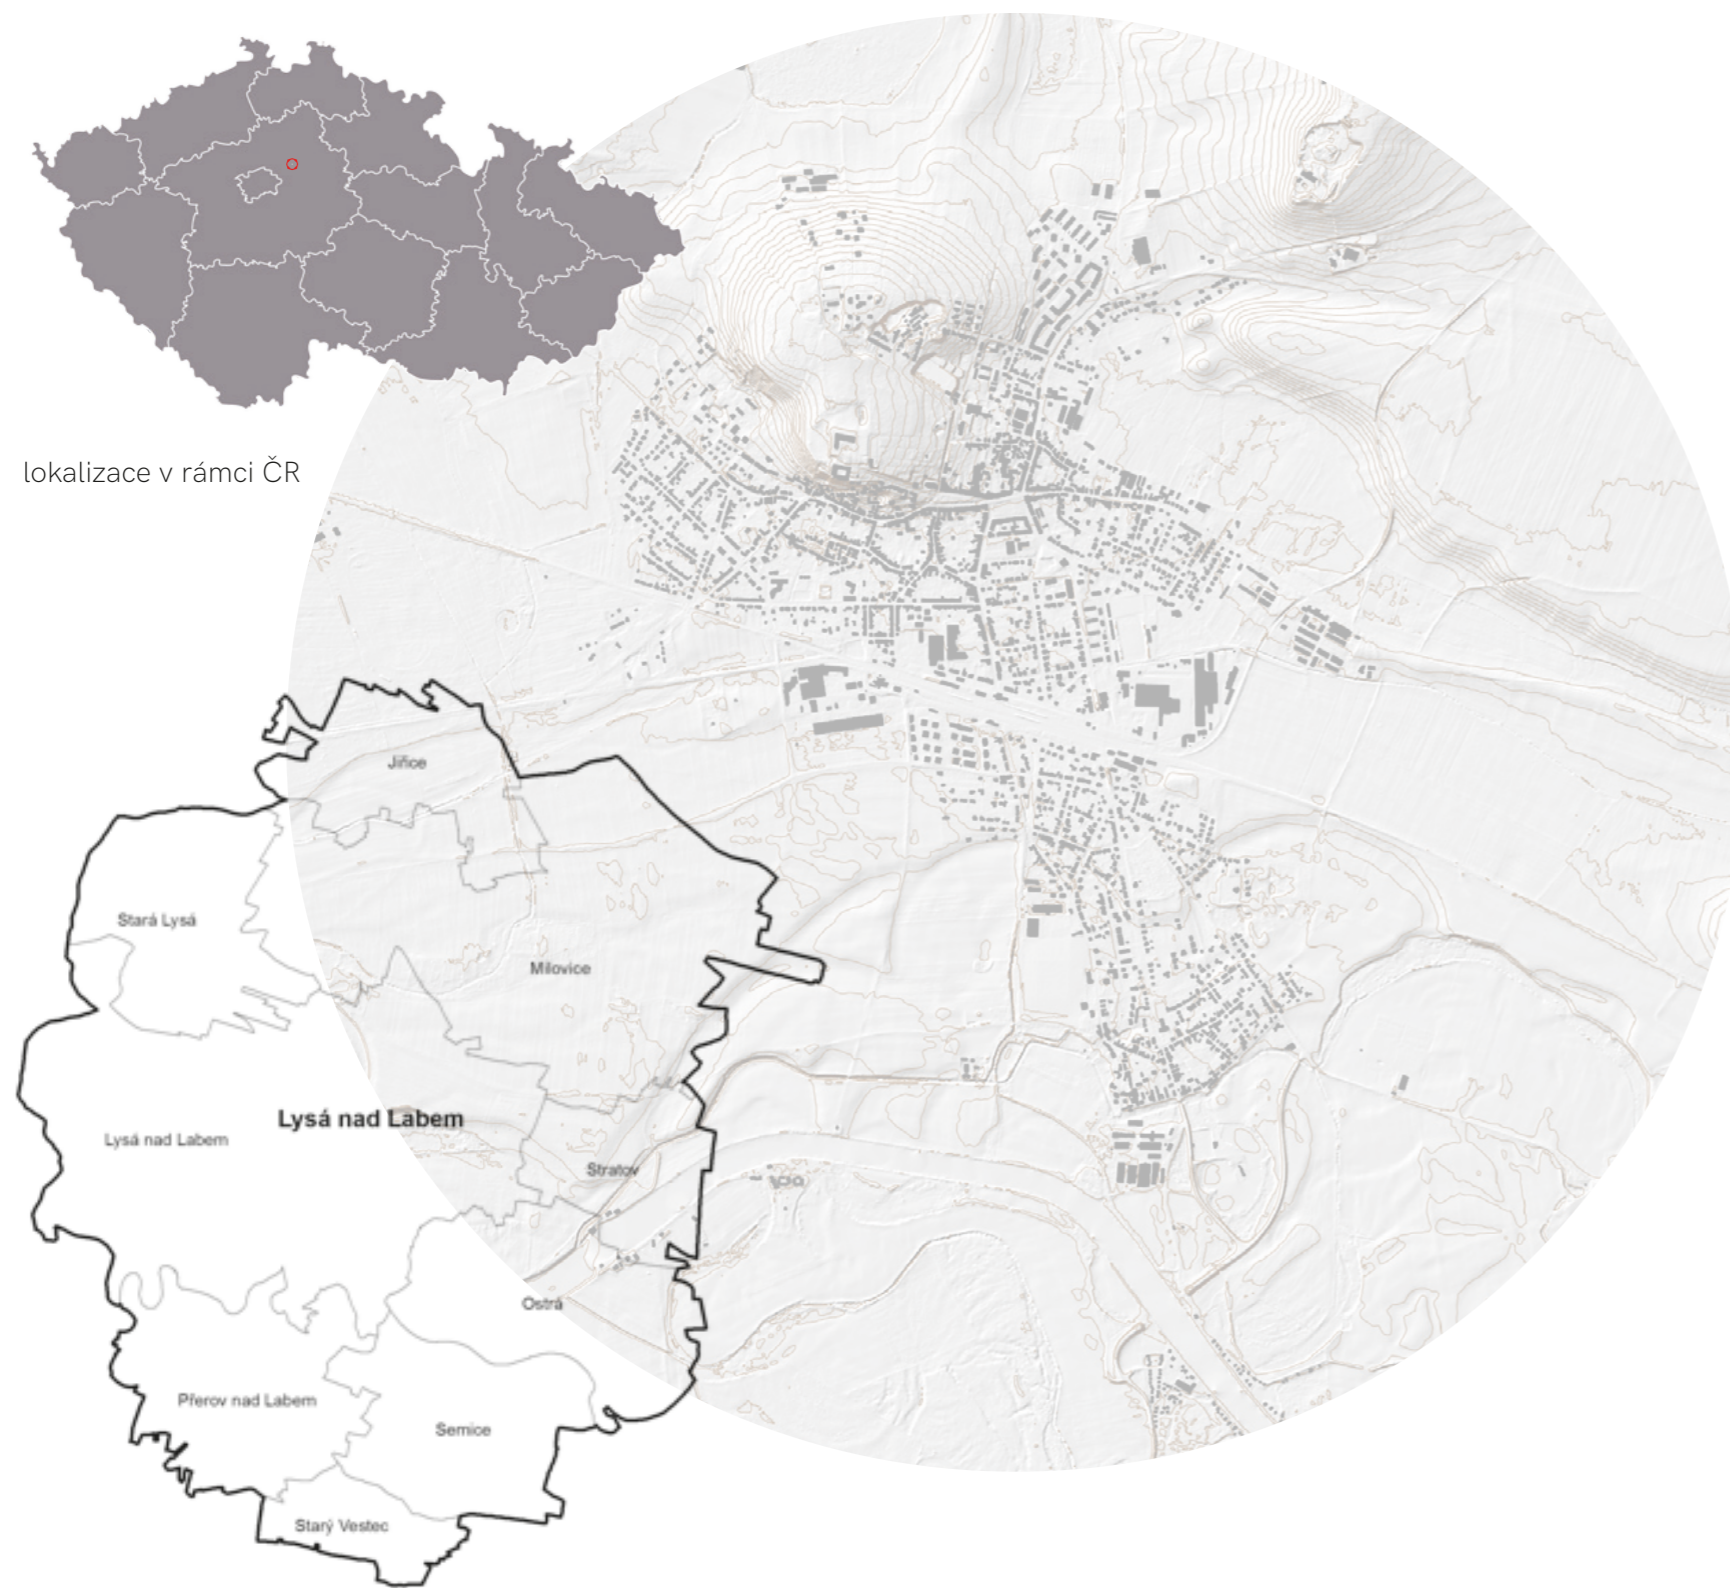 lokalizace v rámci ČR
Jiřice
Stará Lysá
Milovice
Lysá nad Labem
Lysá nad Labem
Stratov
Ostrá
Přerov nad Labem
Semice
Starý Vestec